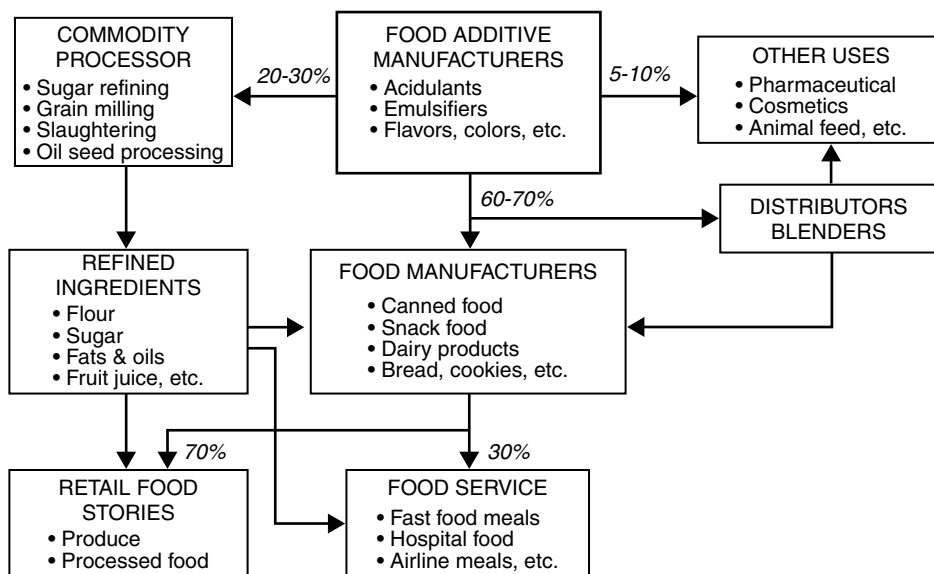 COMMODITY
PROCESSOR
• Sugar refining
• Grain milling
• Slaughtering
• Oil seed processing
20-30%
FOOD ADDITIVE
MANUFACTURERS
• Acidulants
• Emulsifiers
• Flavors, colors, etc.
5-10%
OTHER USES
• Pharmaceutical
• Cosmetics
• Animal feed, etc.
60-70%
DISTRIBUTORS
BLENDERS
REFINED
INGREDIENTS
• Flour
• Sugar
• Fats & oils
• Fruit juice, etc.
FOOD MANUFACTURERS
• Canned food
• Snack food
• Dairy products
• Bread, cookies, etc.
70%
30%
RETAIL FOOD
STORIES
• Produce
• Processed food
FOOD SERVICE
• Fast food meals
• Hospital food
• Airline meals, etc.